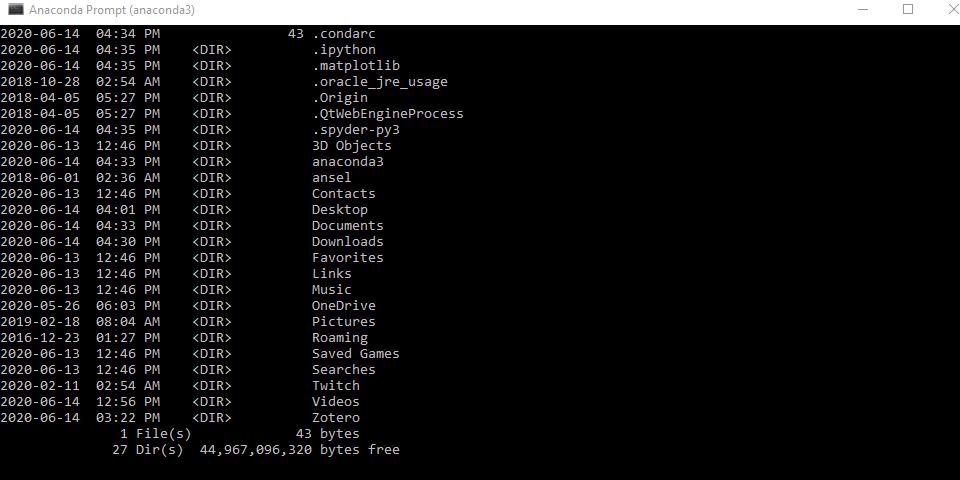 Anaconda Prompt (anaconda3)
2020-06-14  04:34 PM                43 .condarc
2020-06-14  04:35 PM    <DIR>          .ipython
2020-06-14  04:35 PM    <DIR>          .matplotlib
2018-10-28  02:54 AM    <DIR>          .oracle_jre_usage
2018-04-05  05:27 PM    <DIR>          .Origin
2018-04-05  05:27 PM    <DIR>          .QtWebEngineProcess
2020-06-14  04:35 PM    <DIR>          .spyder-py3
2020-06-13  12:46 PM    <DIR>          3D Objects
2020-06-14  04:33 PM    <DIR>          anaconda3
2018-06-01  02:36 AM    <DIR>          ansel
2020-06-13  12:46 PM    <DIR>          Contacts
2020-06-14  04:01 PM    <DIR>          Desktop
2020-06-14  04:33 PM    <DIR>          Documents
2020-06-14  04:30 PM    <DIR>          Downloads
2020-06-13  12:46 PM    <DIR>          Favorites
2020-06-13  12:46 PM    <DIR>          Links
2020-06-13  12:46 PM    <DIR>          Music
2020-05-26  06:03 PM    <DIR>          OneDrive
2019-02-18  08:04 AM    <DIR>          Pictures
2016-12-23  01:27 PM    <DIR>          Roaming
2020-06-13  12:46 PM    <DIR>          Saved Games
2020-06-13  12:46 PM    <DIR>          Searches
2020-02-11  02:54 AM    <DIR>          Twitch
2020-06-14  12:56 PM    <DIR>          Videos
2020-06-14  03:22 PM    <DIR>          Zotero
               1 File(s)             43 bytes
              27 Dir(s)  44,967,096,320 bytes free